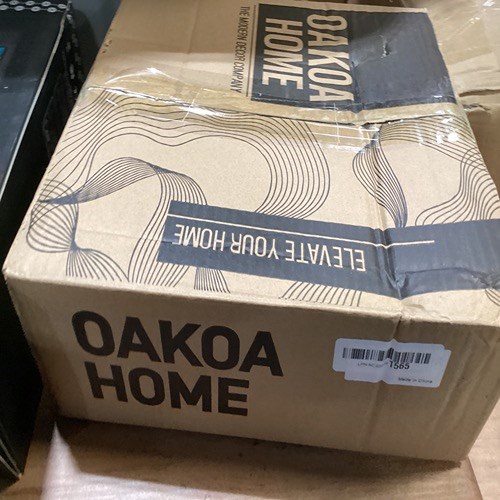 OAKOA
HOME
THE MODERN DECOR COMPANY
ELEVATE YOUR HOME
OAKOA
HOME
1585
Made in China